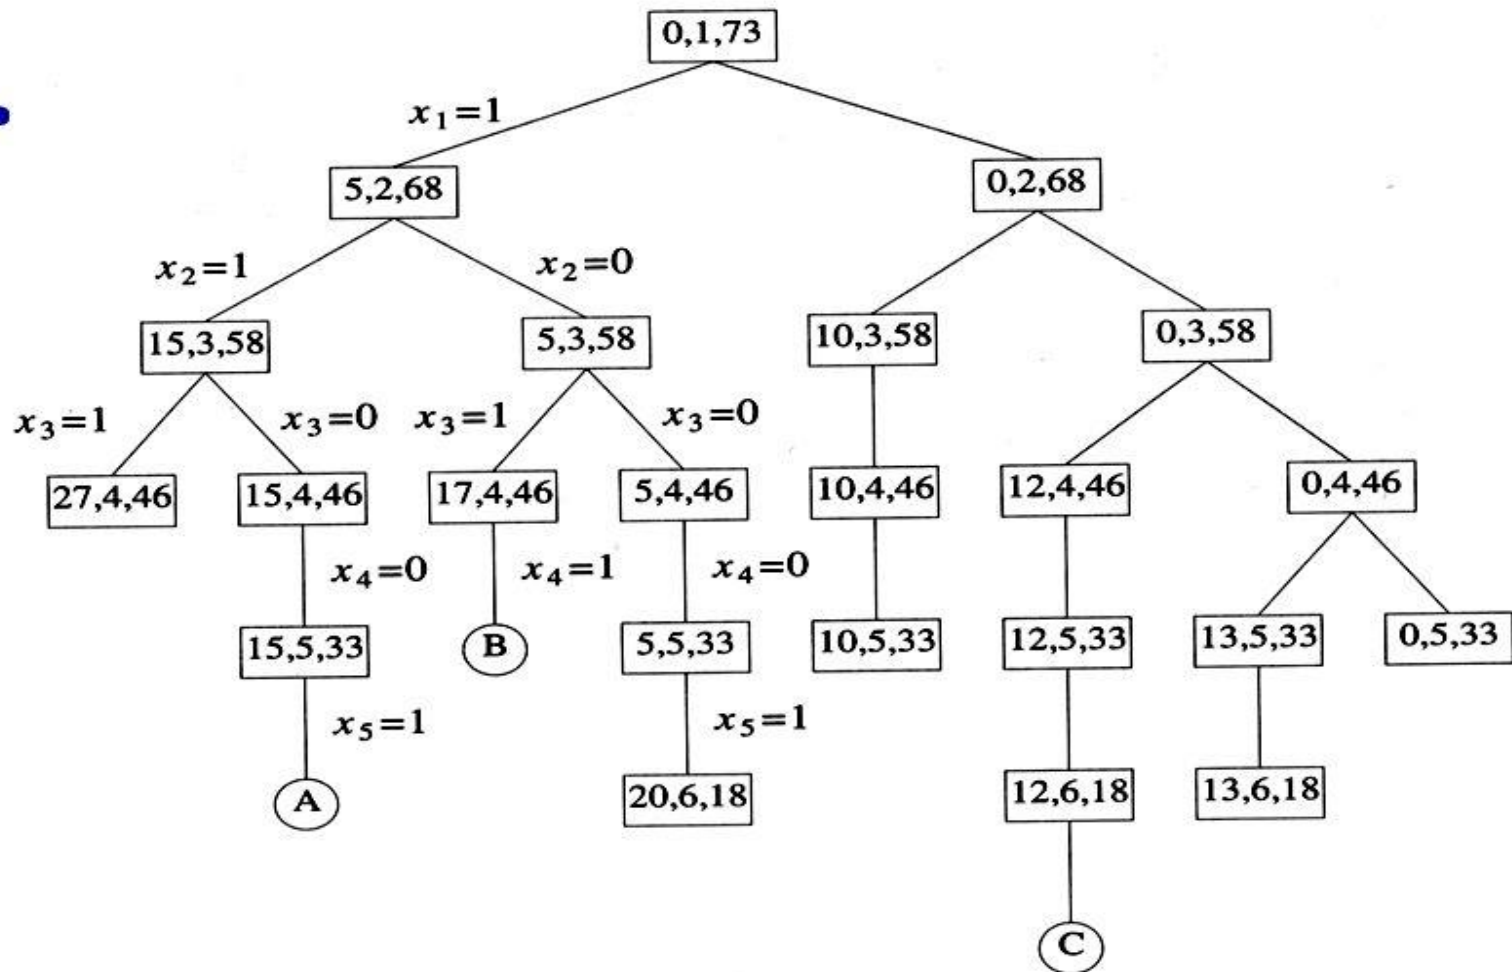 0,1,73
x1=1
5,2,68
0,2,68
x2=1
x2=0
15,3,58
5,3,58
10,3,58
0,3,58
x3=1
x3=0
x3=1
x3=0
27,4,46
15,4,46
17,4,46
5,4,46
10,4,46
12,4,46
0,4,46
x4=0
x4=1
x4=0
15,5,33
B
5,5,33
10,5,33
12,5,33
13,5,33
0,5,33
x5=1
x5=1
A
20,6,18
12,6,18
13,6,18
C